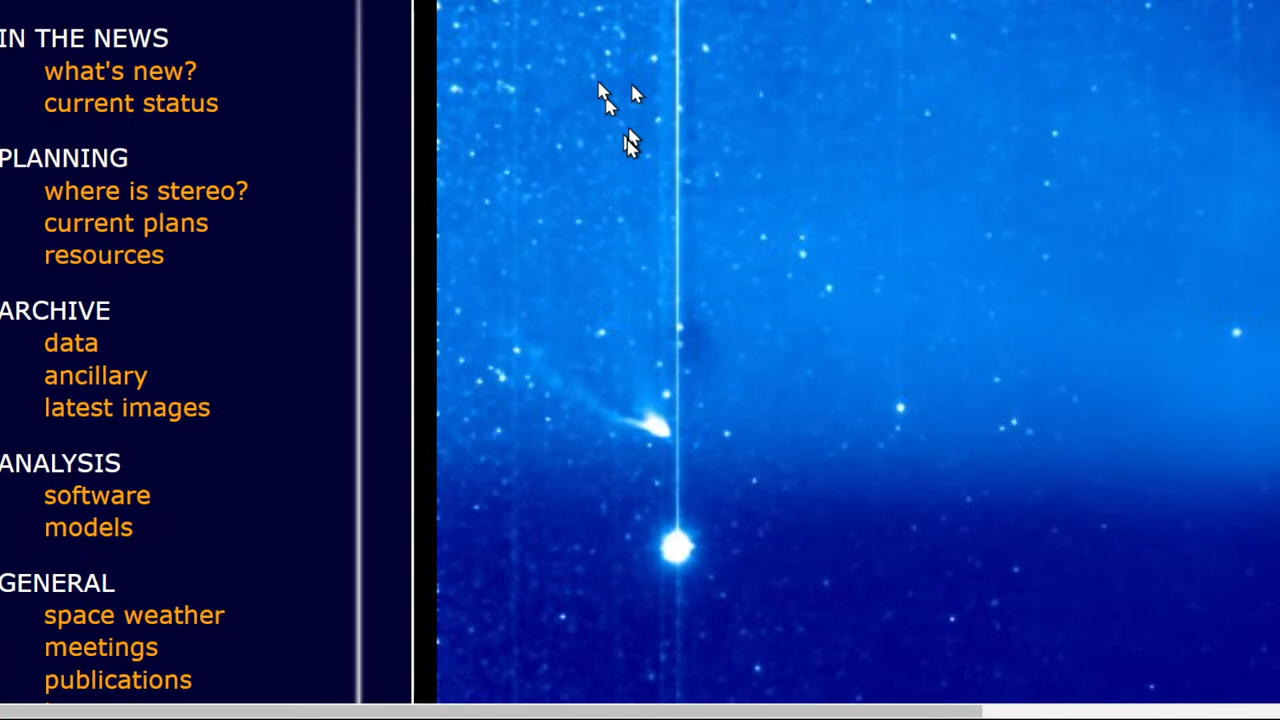 IN THE NEWS
what's new?
current status
PLANNING
where is stereo?
current plans
resources
ARCHIVE
data
ancillary
latest images
ANALYSIS
software
models
GENERAL
space weather
meetings
publications